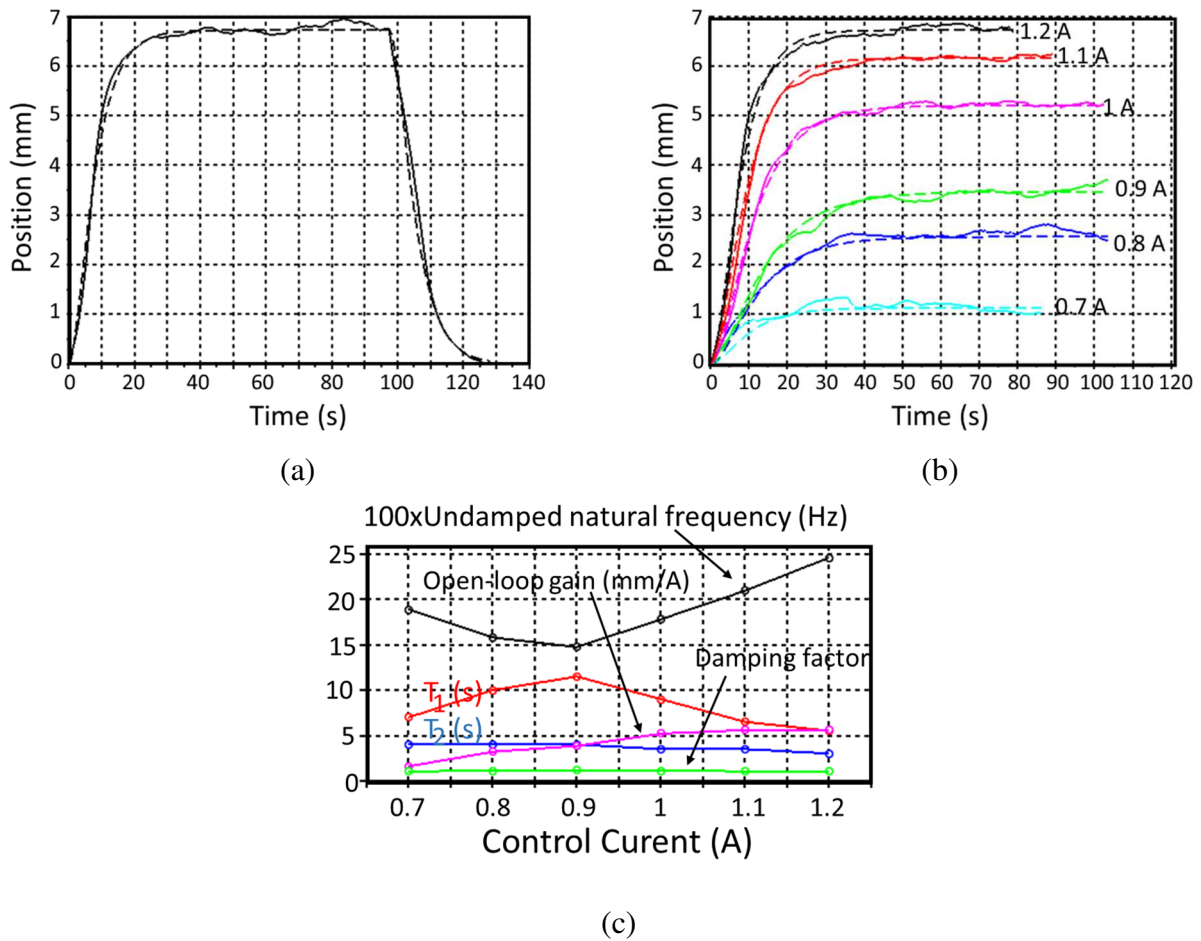 7
6
5
4
3
2
1
0
Position (mm)
0 20 40 60 80 100 120 140
Time (s)
(a)
7
6
5
4
3
2
1
0
Position (mm)
1.2 A
1.1 A
1 A
0.9 A
0.8 A
0.7 A
0 10 20 30 40 50 60 70 80 90 100 110 120
Time (s)
(b)
100xUndamped natural frequency (Hz)
25
20
15
10
5
0
Open-loop gain (mm/A)
Damping factor
T1 (s)
T2 (s)
0.7 0.8 0.9 1 1.1 1.2
Control Curent (A)
(c)